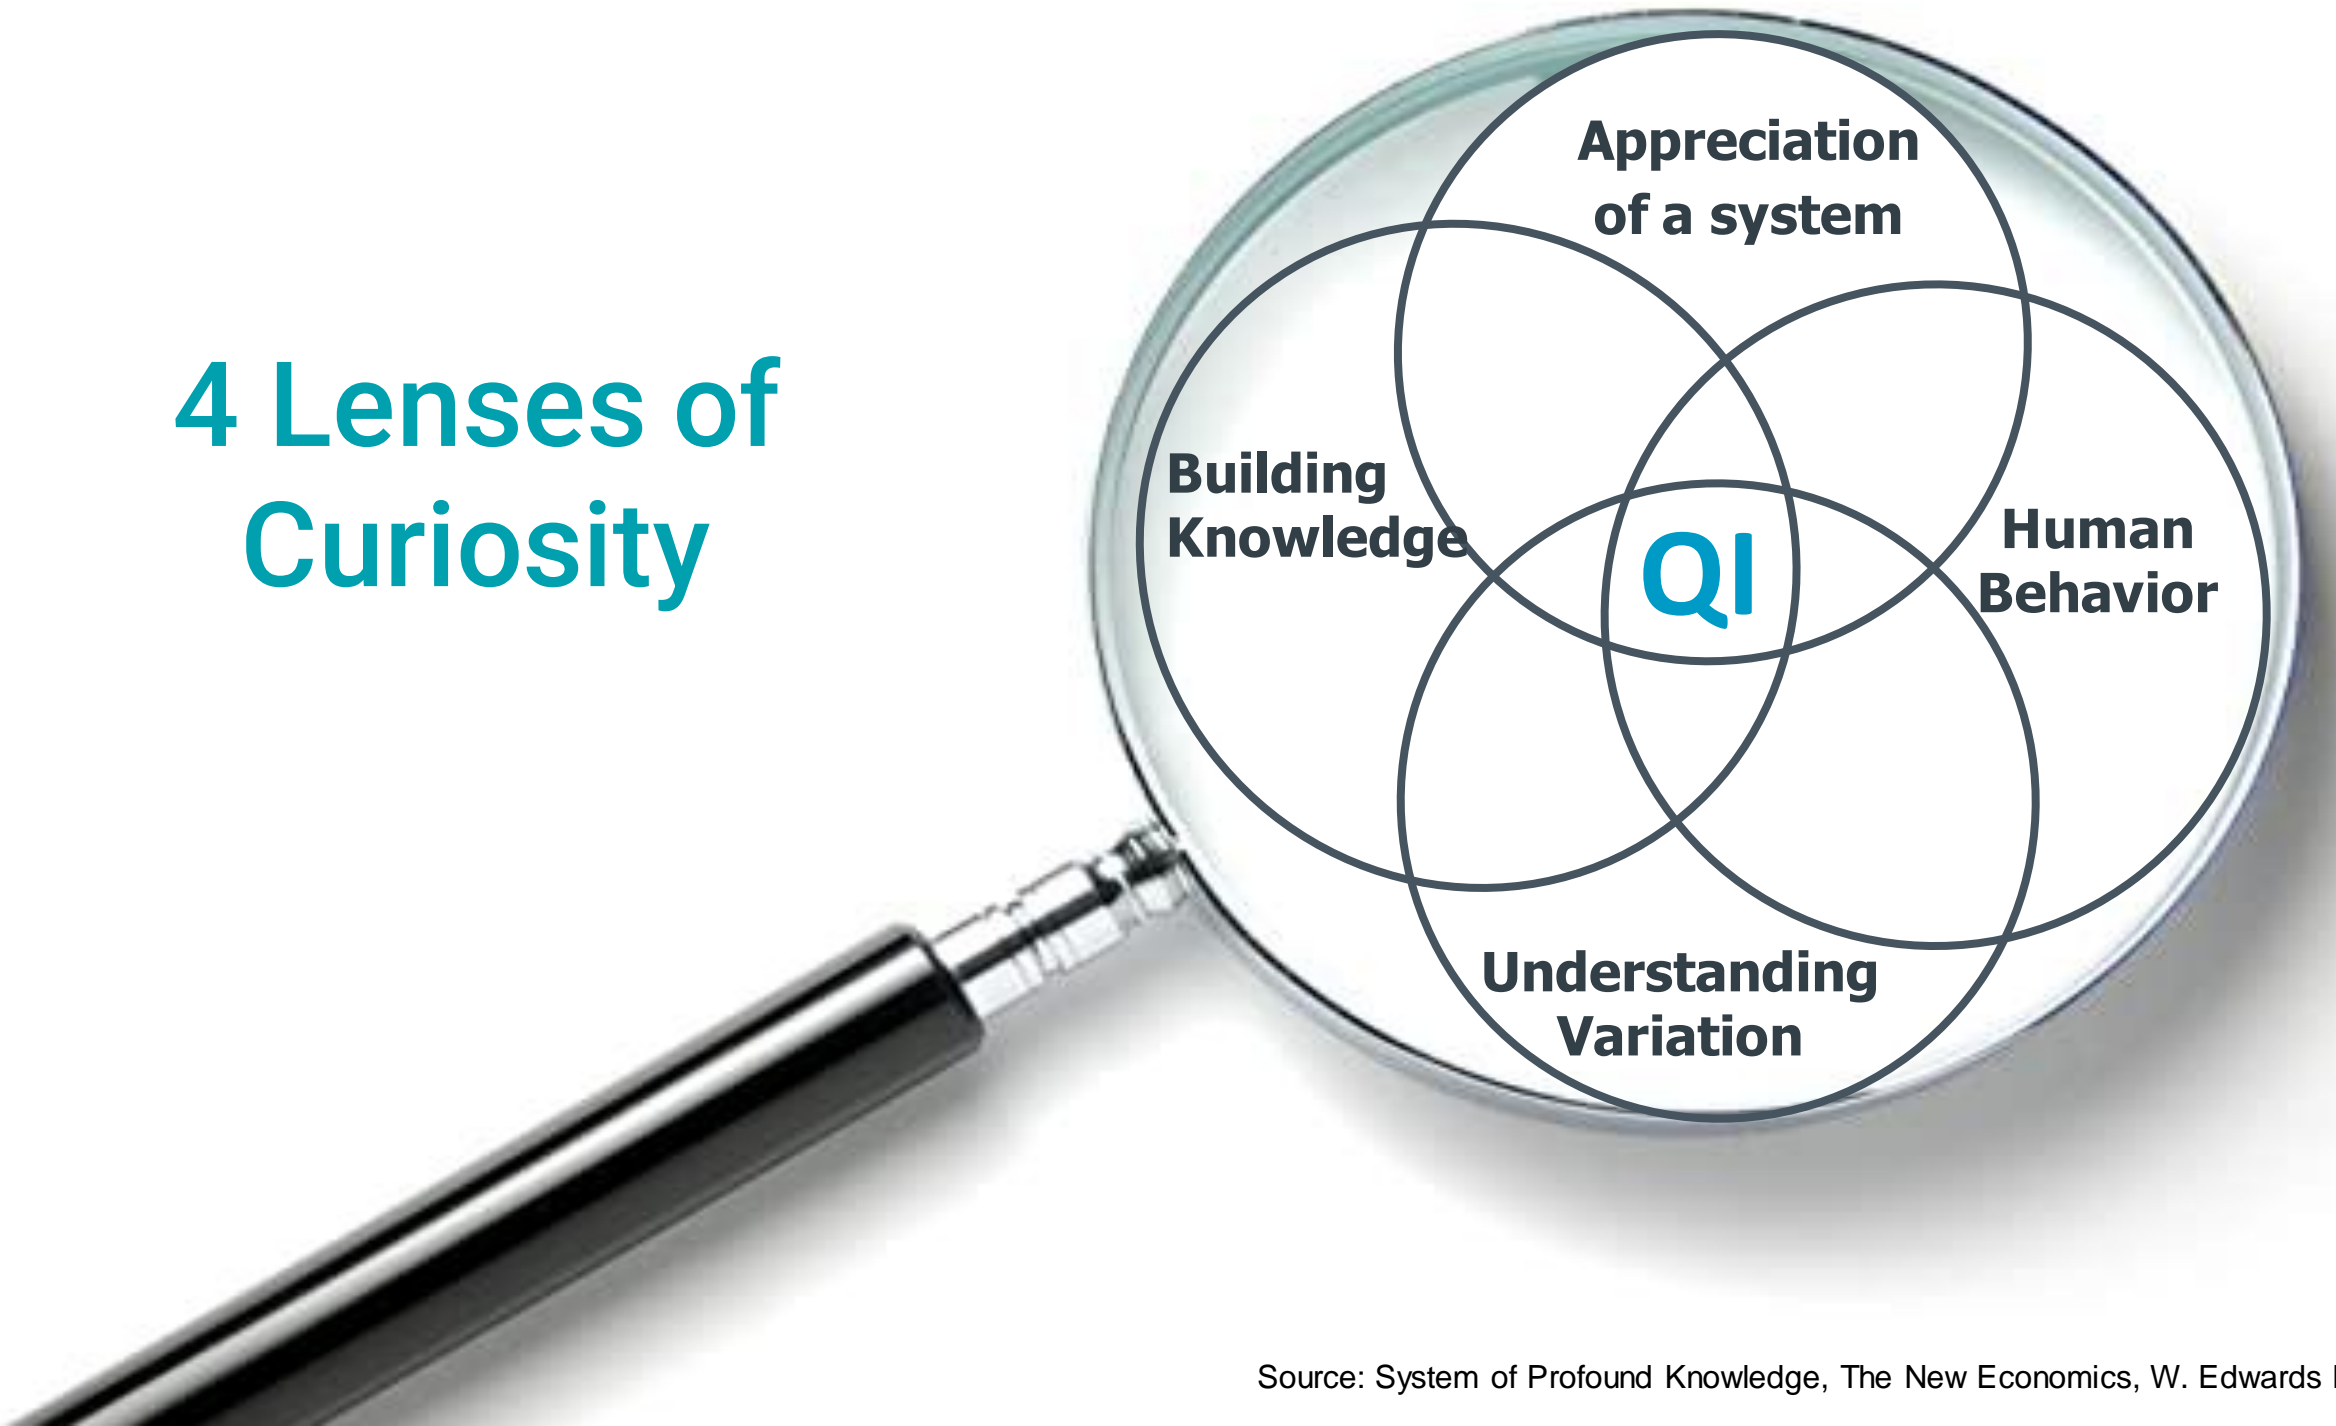 4 Lenses of
Curiosity
Appreciation
of a system
Building
Knowledge
QI
Human
Behavior
Understanding
Variation
Source: System of Profound Knowledge, The New Economics, W. Edwards